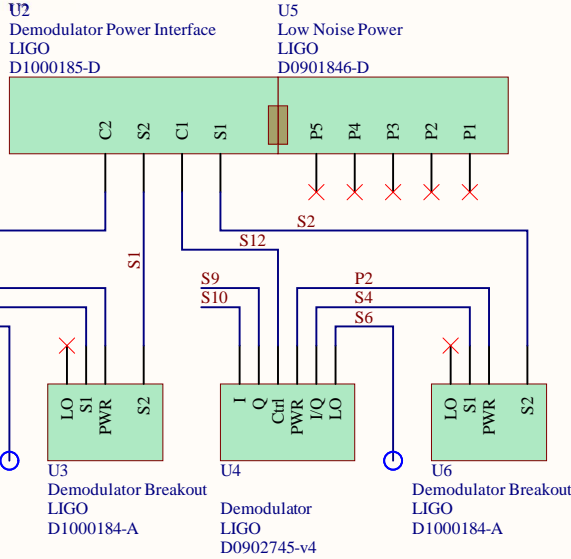 U2
Demodulator Power Interface
LIGO
D1000185-D
U5
Low Noise Power
LIGO
D0901846-D
C2
S2
C1
S1
P5
P4
P3
P2
P1
S2
S12
S1
S9
S10
P2
S4
S6
LO
S1
PWR
S2
I
Q
Ctrl
PWR
I/Q
LO
LO
S1
PWR
S2
U3
Demodulator Breakout
LIGO
D1000184-A
U4
Demodulator
LIGO
D0902745-v4
U6
Demodulator Breakout
LIGO
D1000184-A